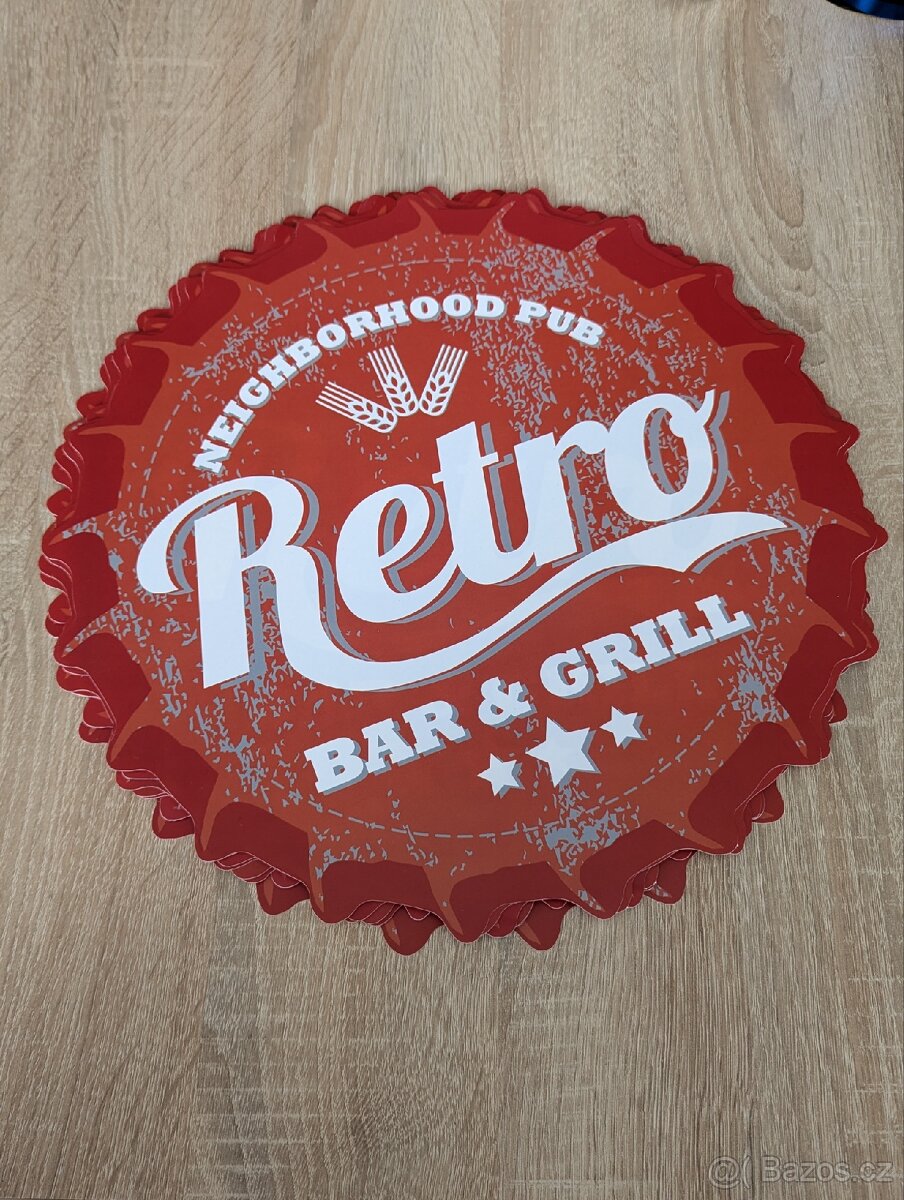 NEIGHBORHOOD PUB
Retro
BAR & GRILL
@( Bazos.cz